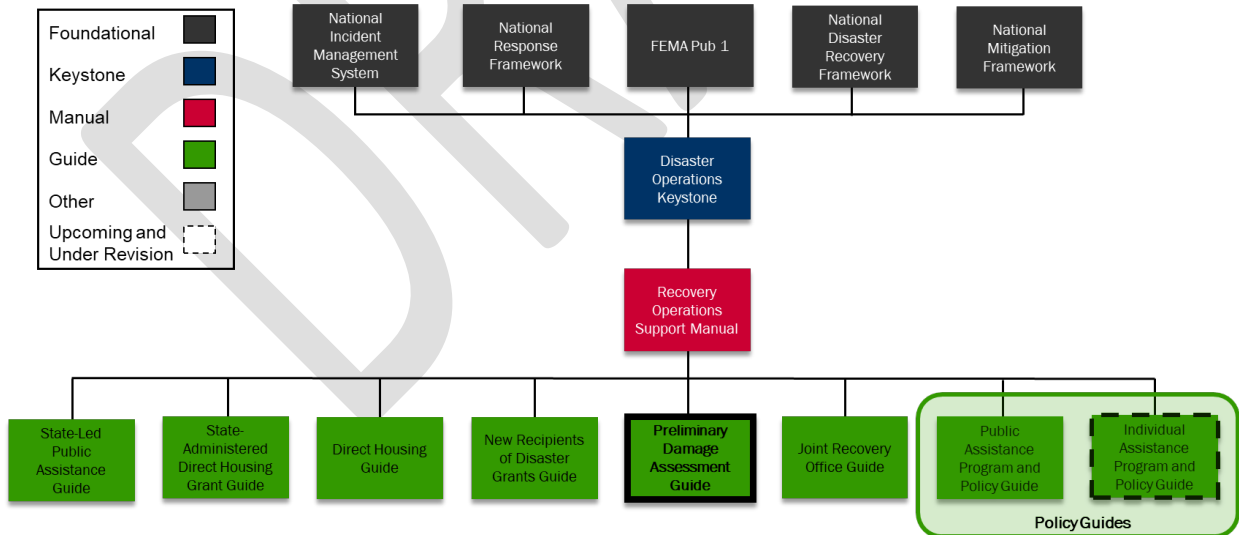 Foundational
Keystone
Manual
Guide
Other
Upcoming and
Under Revision
National
Incident
Management
System
National
Response
Framework
FEMA Pub 1
National
Disaster
Recovery
Framework
National
Mitigation
Framework
Disaster
Operations
Keystone
Recovery
Operations
Support Manual
State-Led
Public
Assistance
Guide
State-
Administered
Direct Housing
Grant Guide
Direct Housing
Guide
New Recipients
of Disaster
Grants Guide
Preliminary
Damage
Assessment
Guide
Joint Recovery
Office Guide
Public
Assistance
Program and
Policy Guide
Individual
Assistance
Program and
Policy Guide
Policy Guides